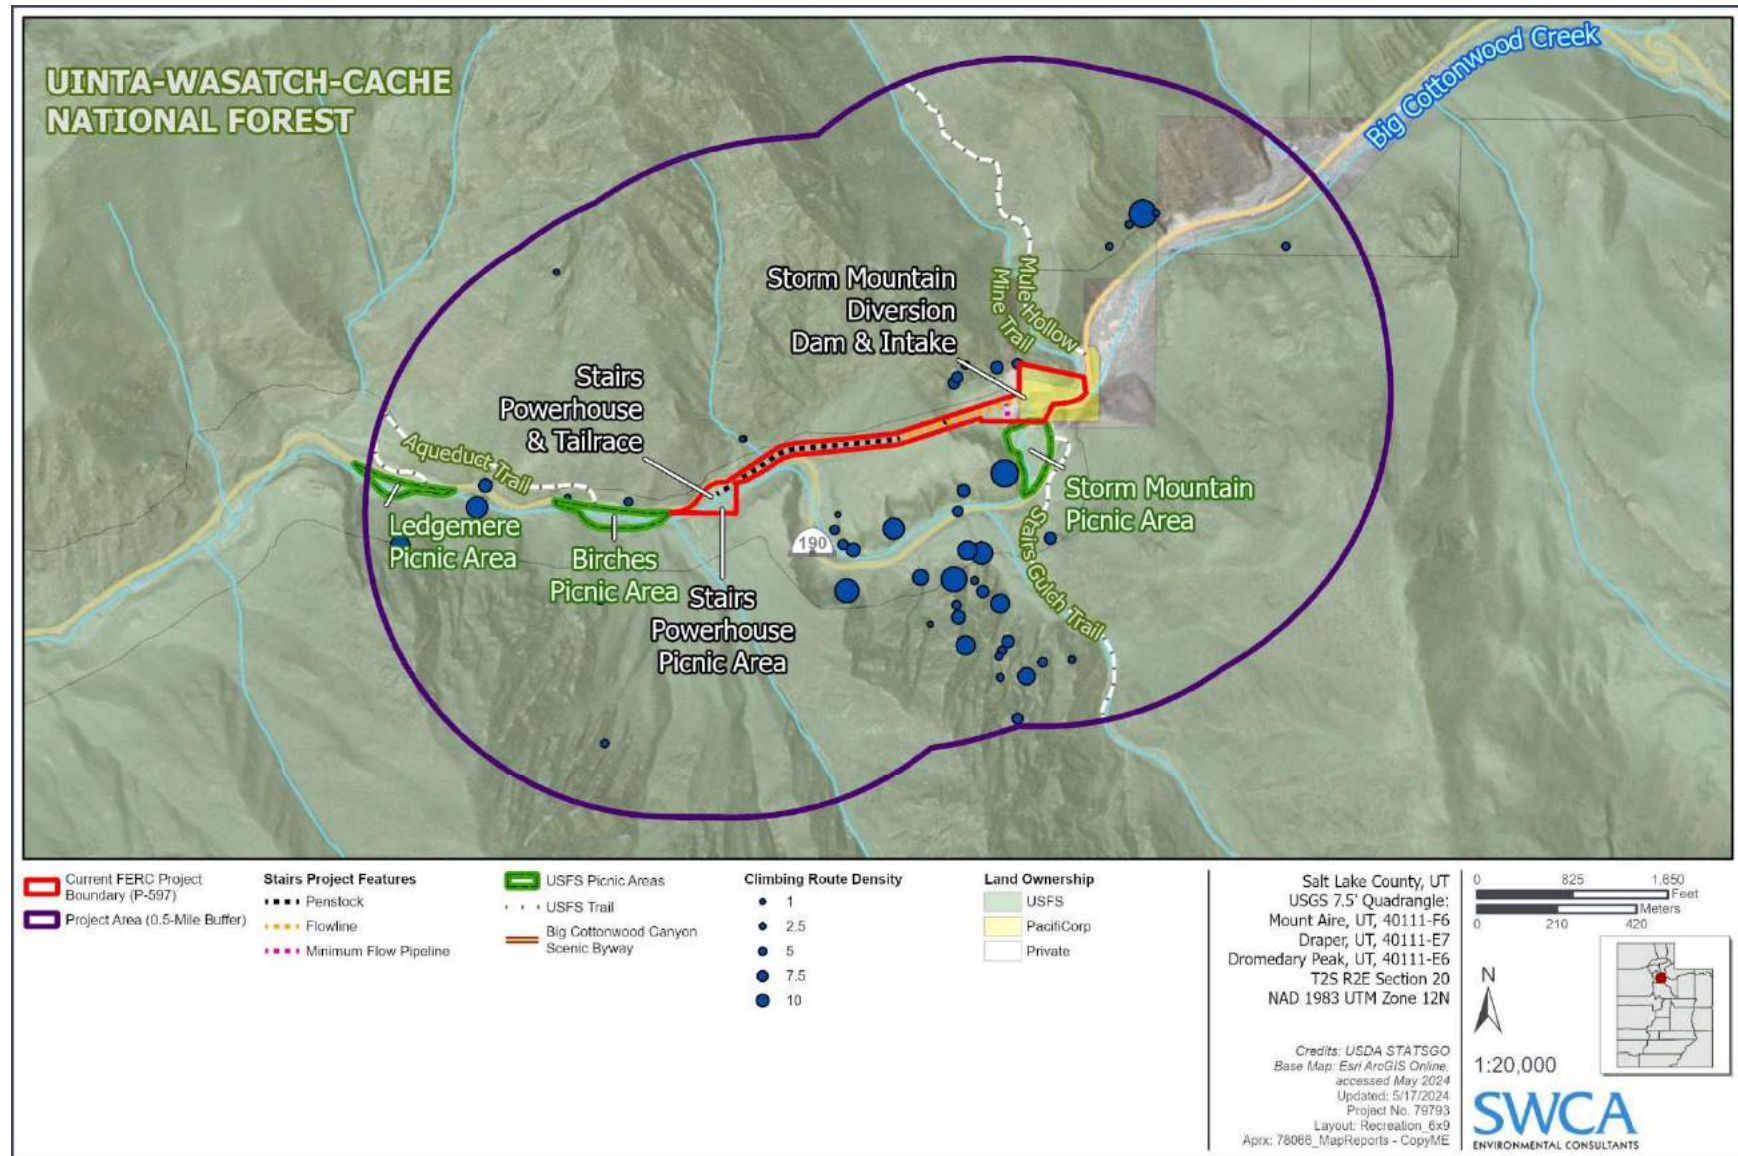 UINTA-WASATCH-CACHE
NATIONAL FOREST
Big Cottonwood Creek
Storm Mountain
Diversion
Dam & Intake
Mule Hollow
Mine Trail
Stairs
Powerhouse
& Tailrace
Aqueduct Trail
Ledgemere
Picnic Area
Birches
Picnic Area
Stairs
Powerhouse
Picnic Area
190
Storm Mountain
Picnic Area
Stairs Gulch Trail
Current FERC Project
Boundary (P-597)
Project Area (0.5-Mile Buffer)
Stairs Project Features
Penstock
Flowline
Minimum Flow Pipeline
USFS Picnic Areas
USFS Trail
Big Cottonwood Canyon
Scenic Byway
Climbing Route Density
1
2.5
5
7.5
10
Land Ownership
USFS
PacifiCorp
Private
Salt Lake County, UT
USGS 7.5' Quadrangle:
Mount Aire, UT, 40111-F6
Draper, UT, 40111-E7
Dromedary Peak, UT, 40111-E6
T2S R2E Section 20
NAD 1983 UTM Zone 12N
Credits: USDA STATSGO
Base Map: Esri ArcGIS Online,
accessed May 2024
Updated: 5/17/2024
Project No. 79793
Layout: Recreation_6x9
Aprx: 78066_MapReports - CopyME
0 825 1,650
Feet
Meters
0 210 420
N
1:20,000
SWCA
ENVIRONMENTAL CONSULTANTS